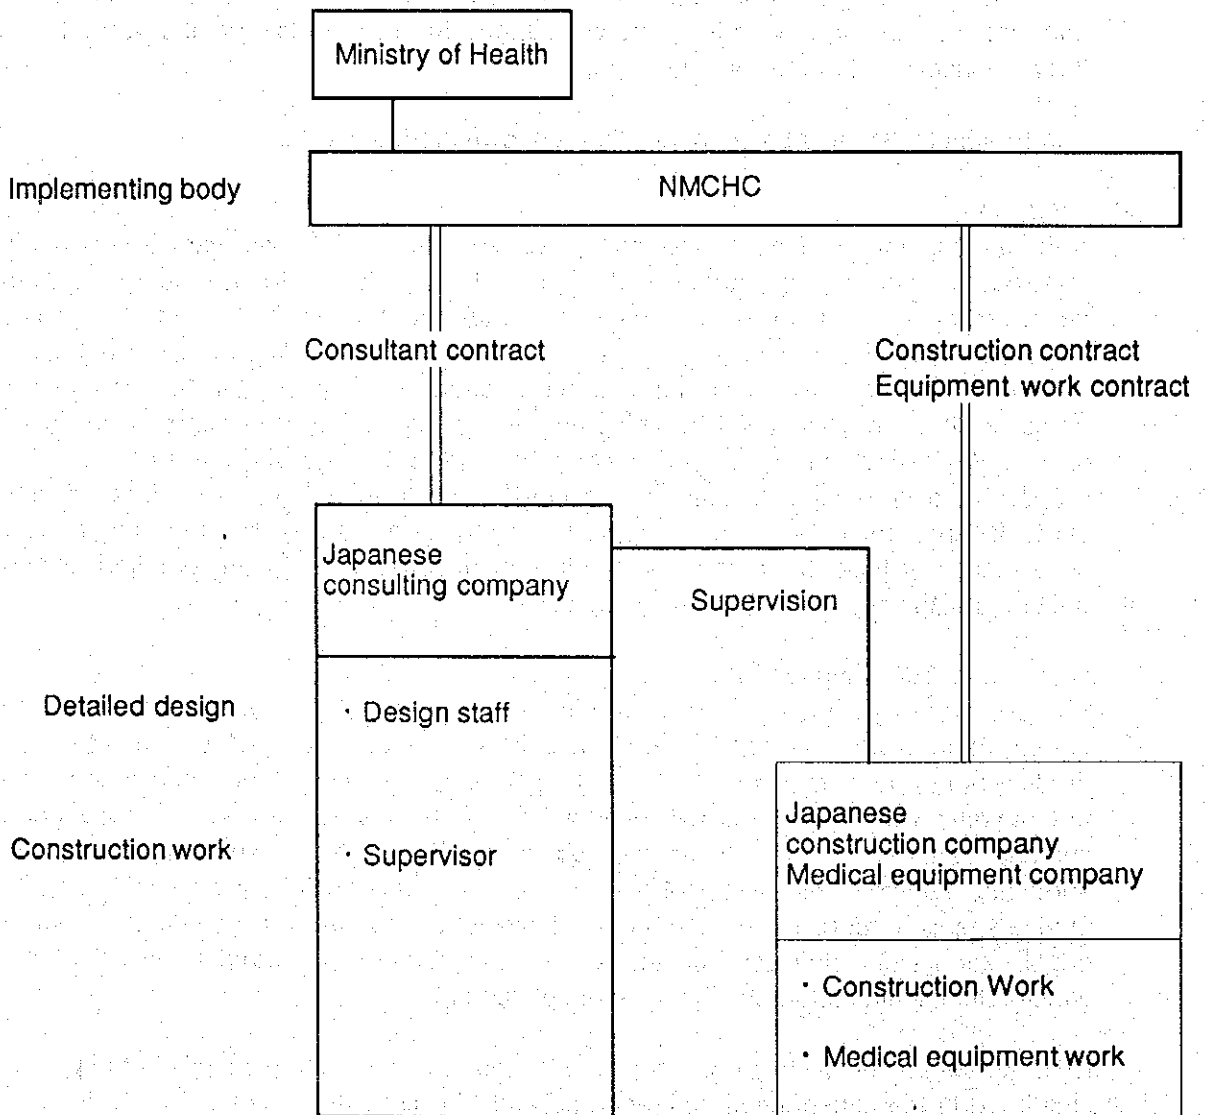 Ministry of Health
Implementing body
NMCHC
Consultant contract
Construction contract
Equipment work contract
Japanese
consulting company
Supervision
Detailed design
· Design staff
Japanese
construction company
Medical equipment company
Construction work
· Supervisor
· Construction Work
· Medical equipment work